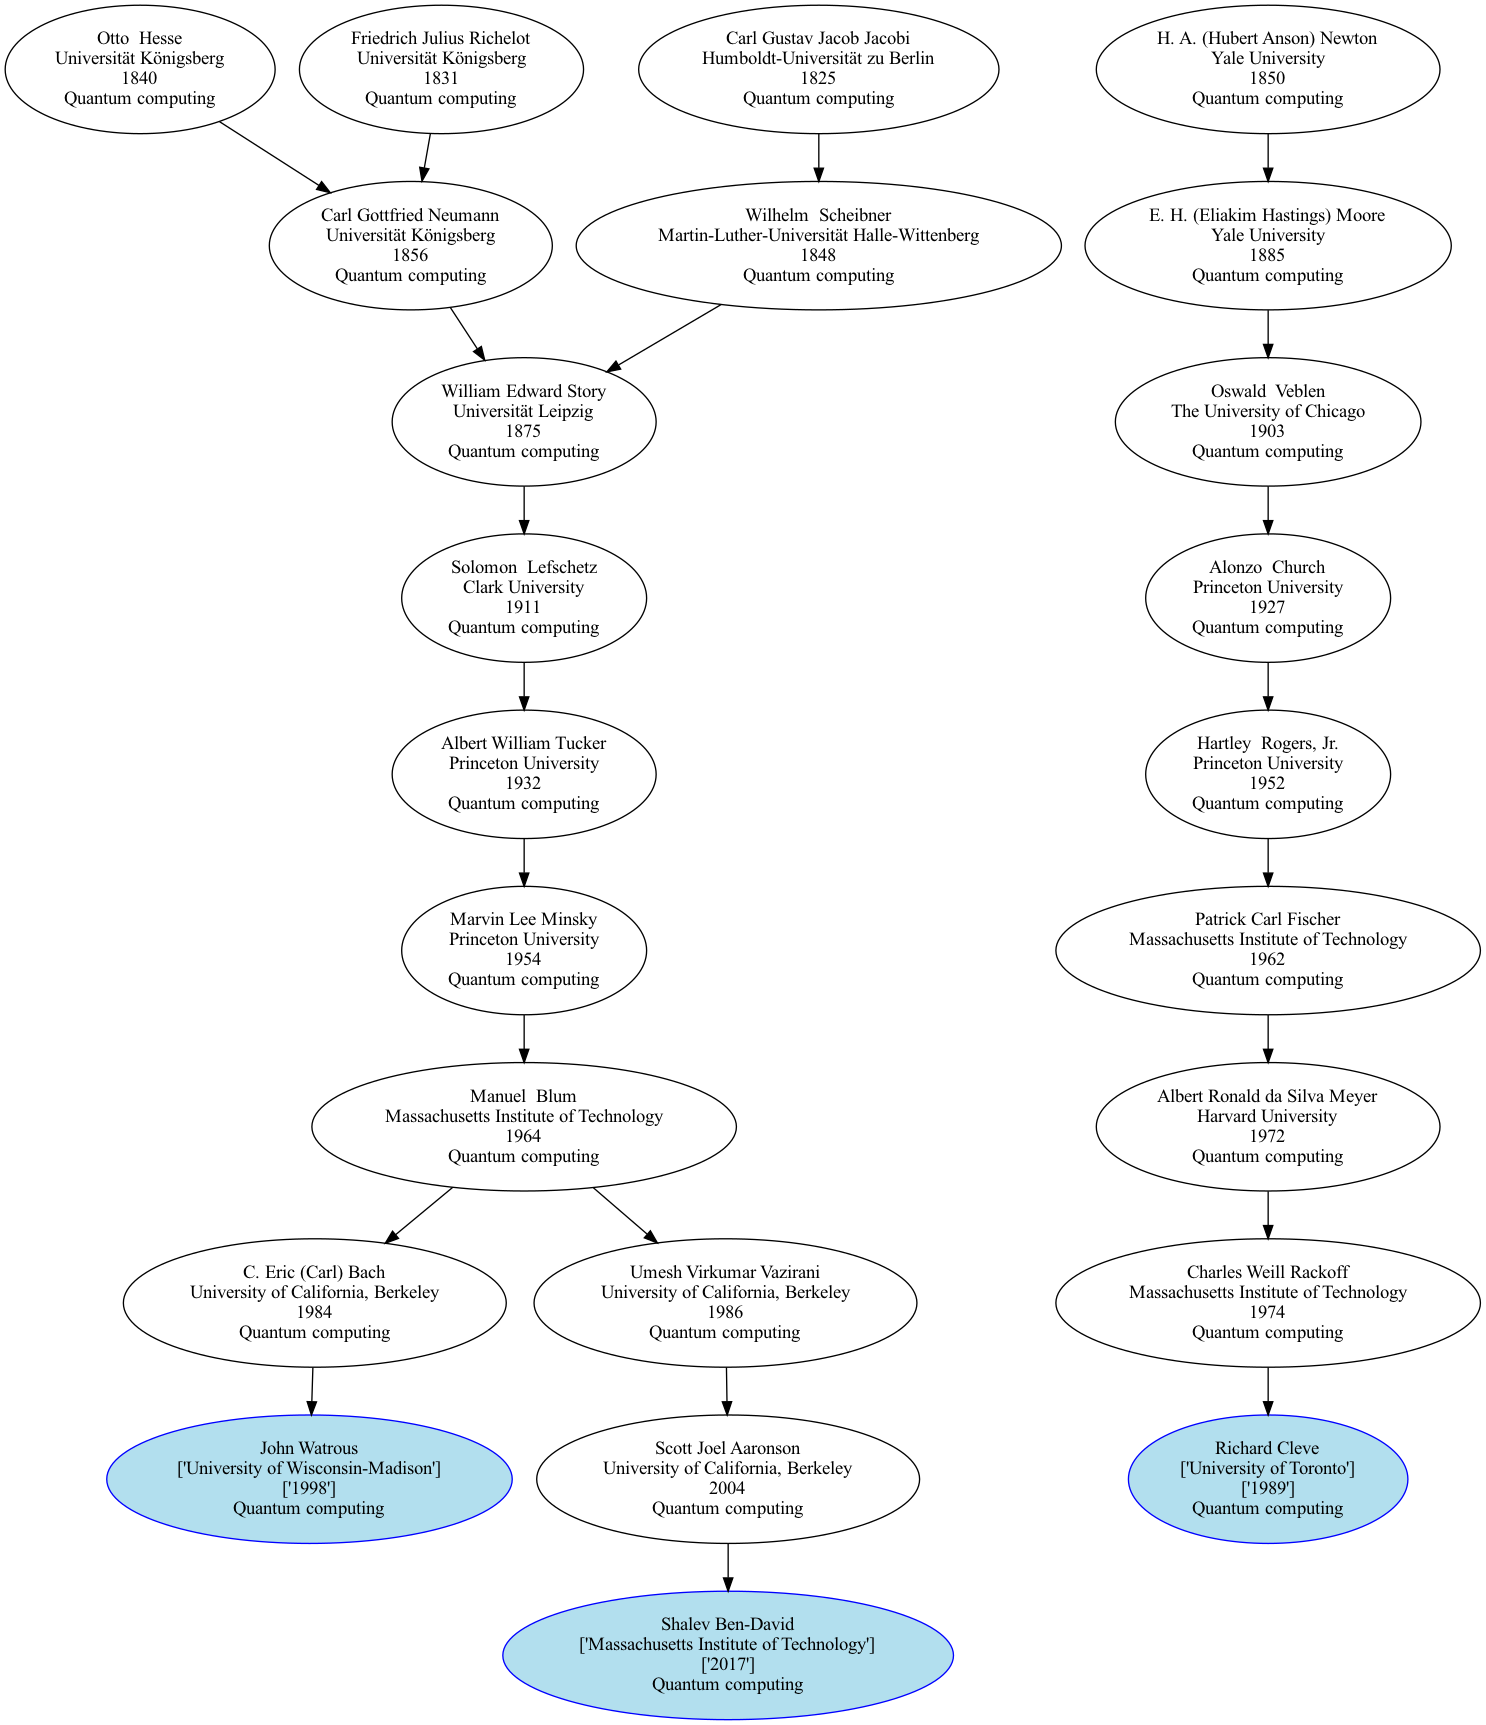 Otto  Hesse
Universität Königsberg
1840
Quantum computing
Friedrich Julius Richelot
Universität Königsberg
1831
Quantum computing
Carl Gustav Jacob Jacobi
Humboldt-Universität zu Berlin
1825
Quantum computing
H. A. (Hubert Anson) Newton
Yale University
1850
Quantum computing
Carl Gottfried Neumann
Universität Königsberg
1856
Quantum computing
Wilhelm  Scheibner
Martin-Luther-Universität Halle-Wittenberg
1848
Quantum computing
E. H. (Eliakim Hastings) Moore
Yale University
1885
Quantum computing
William Edward Story
Universität Leipzig
1875
Quantum computing
Oswald  Veblen
The University of Chicago
1903
Quantum computing
Solomon  Lefschetz
Clark University
1911
Quantum computing
Alonzo  Church
Princeton University
1927
Quantum computing
Albert William Tucker
Princeton University
1932
Quantum computing
Hartley  Rogers, Jr.
Princeton University
1952
Quantum computing
Marvin Lee Minsky
Princeton University
1954
Quantum computing
Patrick Carl Fischer
Massachusetts Institute of Technology
1962
Quantum computing
Manuel  Blum
Massachusetts Institute of Technology
1964
Quantum computing
Albert Ronald da Silva Meyer
Harvard University
1972
Quantum computing
C. Eric (Carl) Bach
University of California, Berkeley
1984
Quantum computing
Umesh Virkumar Vazirani
University of California, Berkeley
1986
Quantum computing
Charles Weill Rackoff
Massachusetts Institute of Technology
1974
Quantum computing
John Watrous
['University of Wisconsin-Madison']
['1998']
Quantum computing
Scott Joel Aaronson
University of California, Berkeley
2004
Quantum computing
Richard Cleve
['University of Toronto']
['1989']
Quantum computing
Shalev Ben-David
['Massachusetts Institute of Technology']
['2017']
Quantum computing